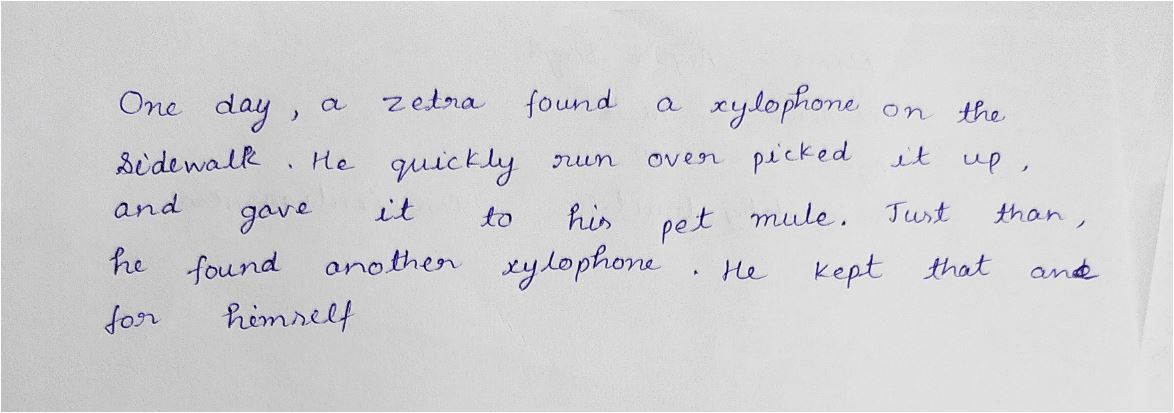 One day, a zetra found a xylophone on the
Sidewalk. He quickly run over picked it up,
and gave it to his pet mule. Just than,
he found another xylophone. He kept that
for himself